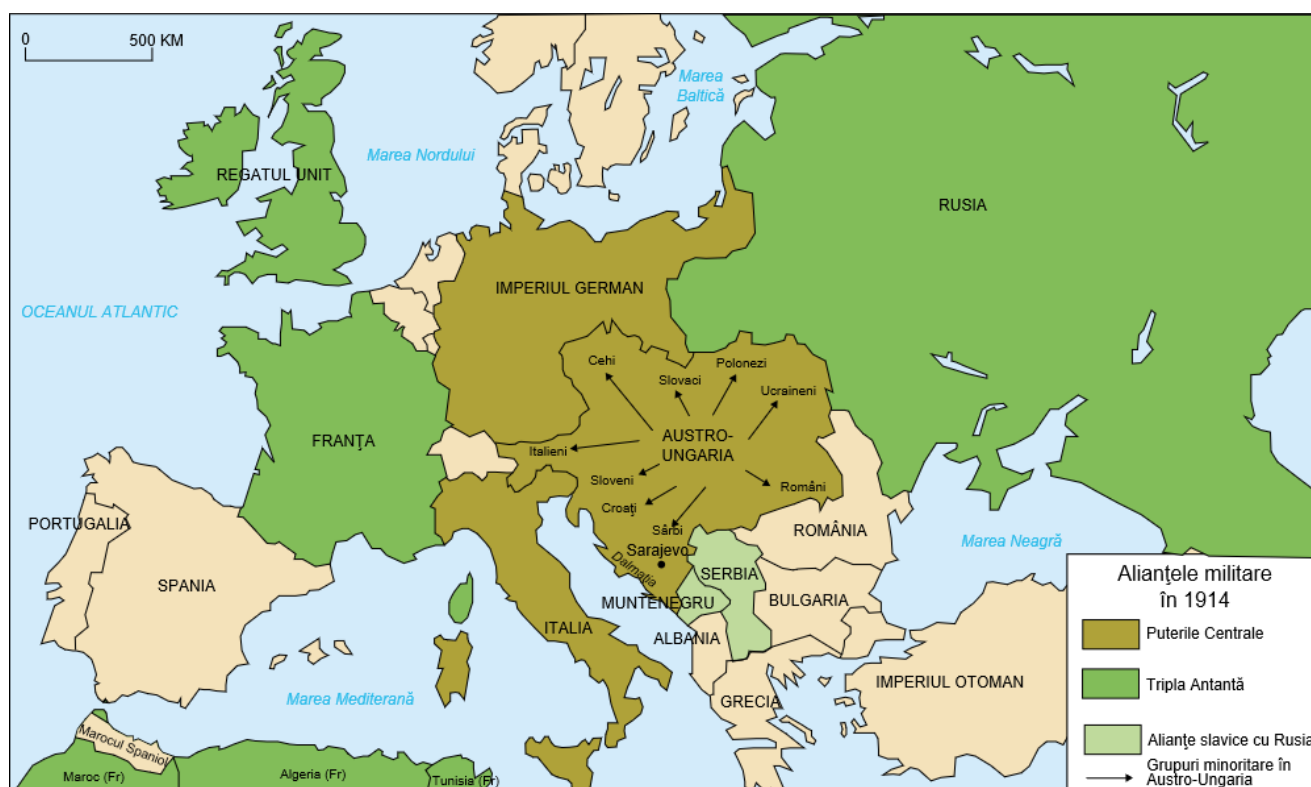 0 500 KM
Marea
Baltică
Marea Nordului
REGATUL UNIT
RUSIA
OCEANUL ATLANTIC
IMPERIUL GERMAN
Cehi
Slovaci
Polonezi
Ucraineni
FRANŢA
Italieni
AUSTRO-
UNGARIA
Sloveni
Croaţi
Sârbi
Români
PORTUGALIA
SPANIA
Sarajevo
Dalmaţia
ROMÂNIA
Marea Neagră
SERBIA
MUNTENEGRU
BULGARIA
ITALIA
ALBANIA
Marea Mediterană
GRECIA
IMPERIUL OTOMAN
Marocul Spaniol
Maroc (Fr)
Algeria (Fr)
Tunisia (Fr)
Alianţele militare
în 1914
Puterile Centrale
Tripla Antantă
Alianţe slavice cu Rusia
Grupuri minoritare în
Austro-Ungaria